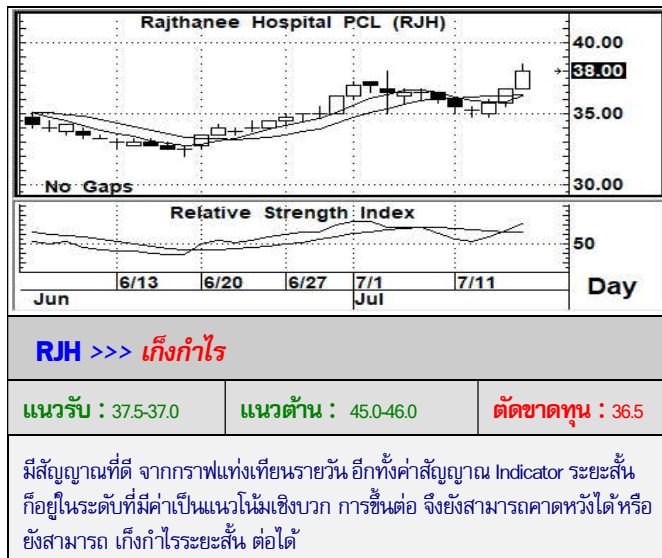 Rajthanee Hospital PCL (RJH)
40.00
38.00
35.00
30.00
No Gaps
Relative Strength Index
50
6/13 6/20 6/27 7/1 7/11
Jun Jul
Day
RJH >>> เก็งกำไร
แนวรับ : 37.5-37.0 แนวต้าน : 45.0-46.0 ตัดขาดทุน : 36.5
มีสัญญาณที่ดี จากกราฟแท่งเทียนรายวัน อีกทั้งค่าสัญญาณ Indicator ระยะสั้น
ก็อยู่ในระดับที่มีค่าเป็นแนวโน้มเชิงบวก การขึ้นต่อ จึงยังสามารถคาดหวังได้หรือ
ยังสามารถ เก็งกำไรระยะสั้น ต่อได้